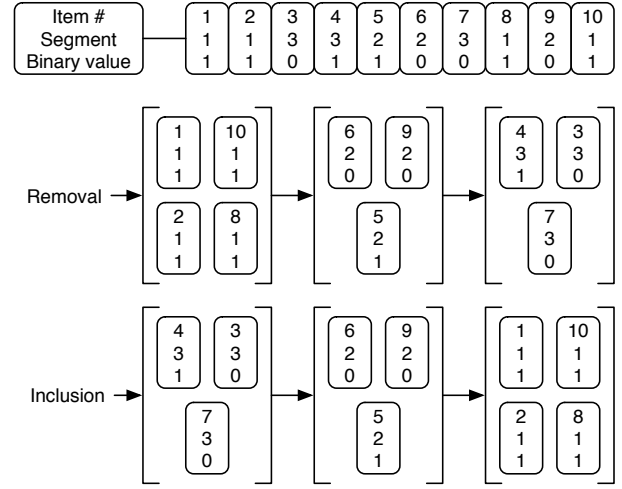 Item # 1 2 3 4 5 6 7 8 9 10
Segment 1 1 3 3 2 2 3 1 2 1
Binary value 1 1 0 1 1 0 0 1 0 1
1 10 6 9 4 3
1 1 2 2 3 3
1 1 0 0 1 0
Removal
2 8 5 7
1 1 2 3
1 1 1 0
4 3 6 9 1 10
3 3 2 2 1 1
1 0 0 0 1 1
Inclusion
7 5 2 8
3 2 1 1
0 1 1 1